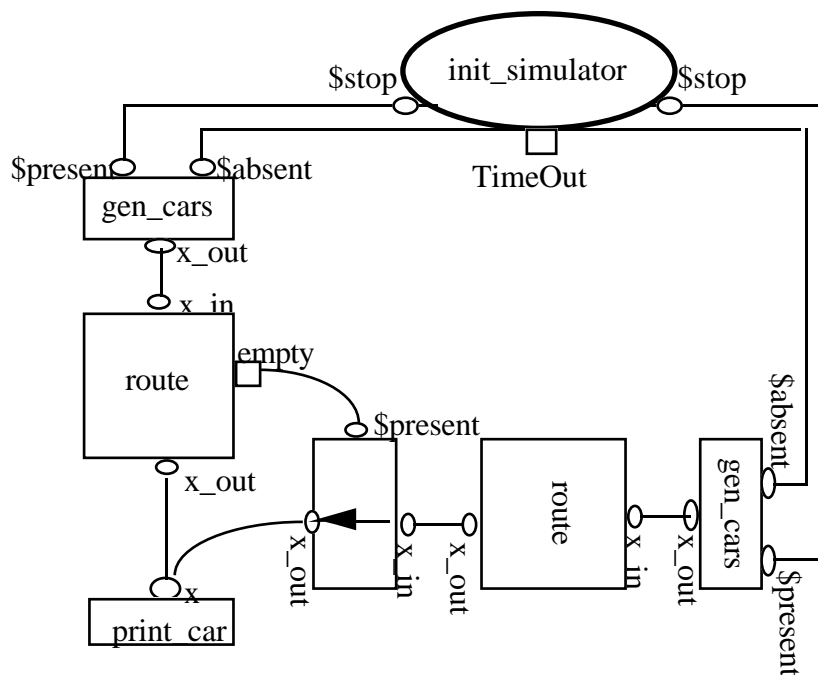 init_simulator
$stop
$stop
$present
$absent
TimeOut
gen_cars
x_out
x_in
empty
route
$present
$absent
x_out
gen_cars
route
x_out
x_in
x_out
x_in
x_out
$present
x
print_car